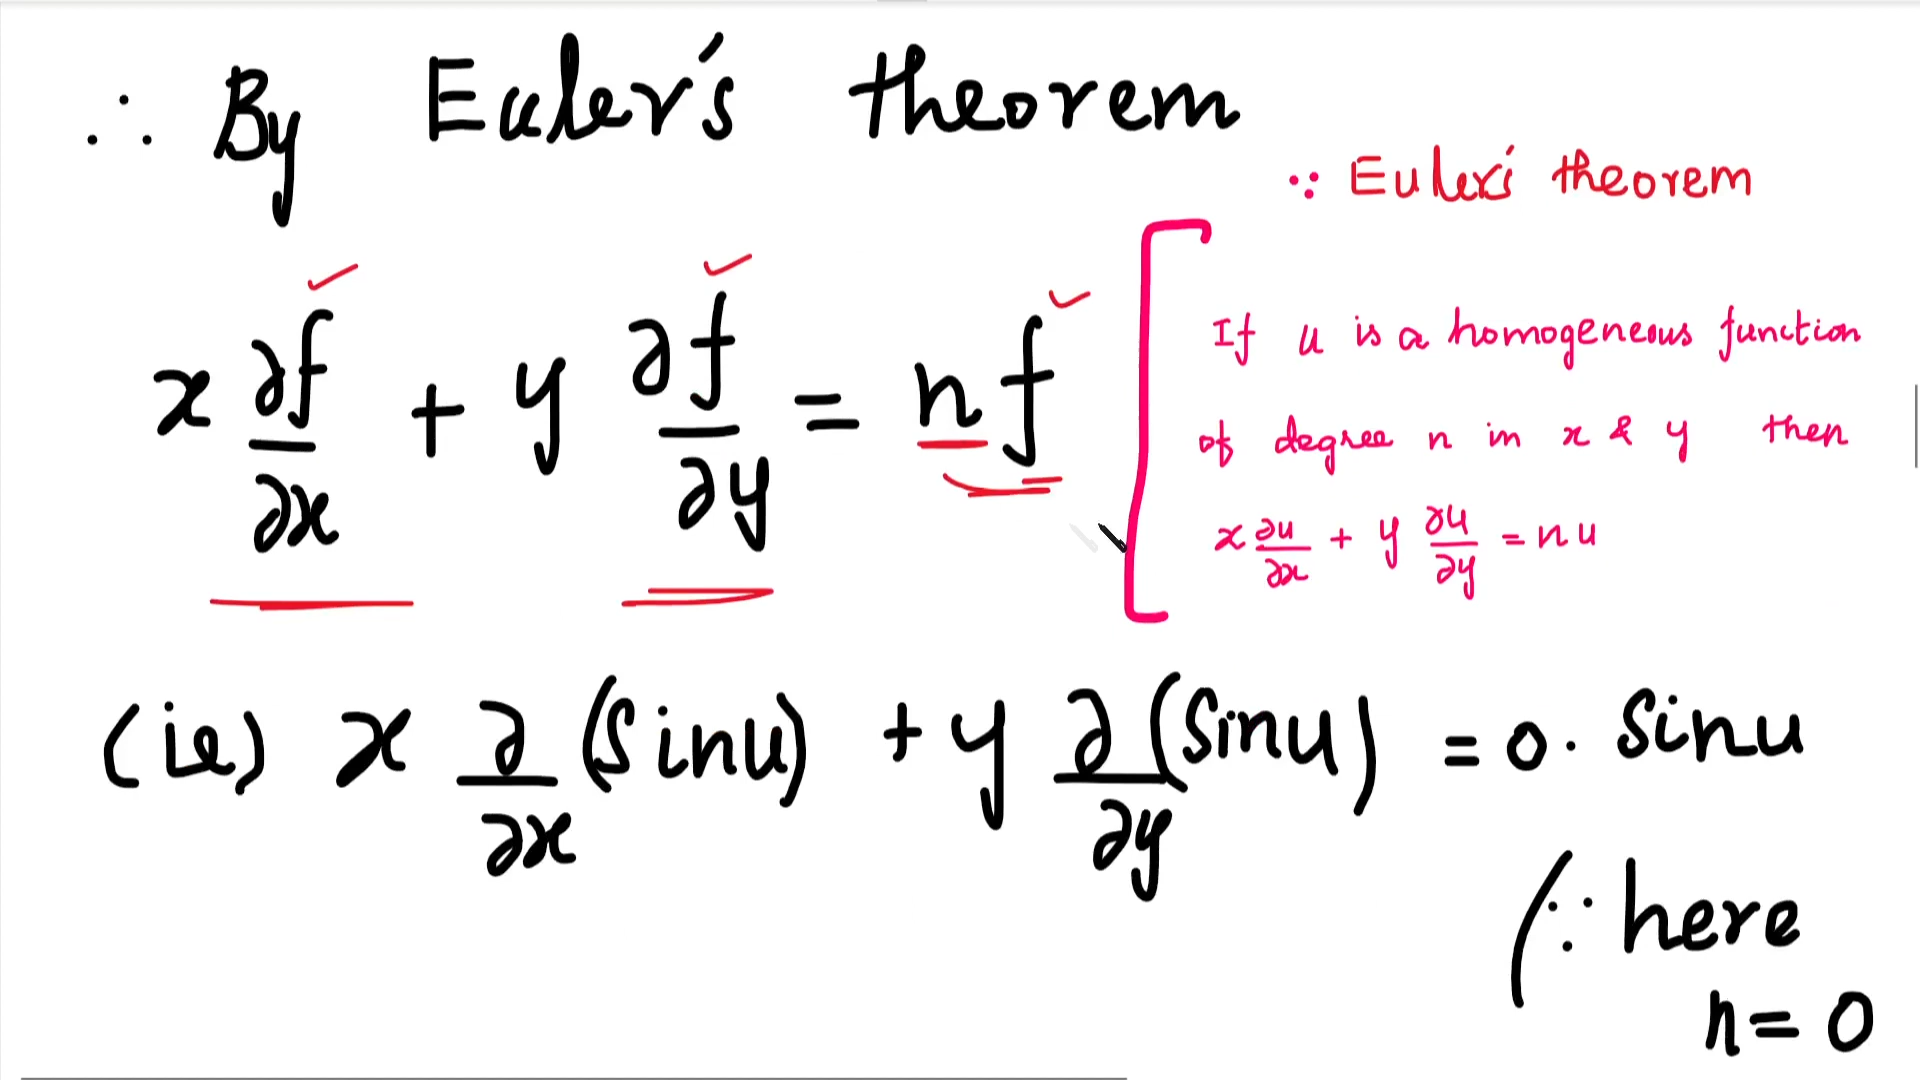 ∴ By Euler's theorem
∵ Euler's theorem
x ∂f/∂x + y ∂f/∂y = nf
If u is a homogeneous function
of degree n in x & y then
x ∂u/∂x + y ∂u/∂y = nu
(ie) x ∂/∂x (Sinu) + y ∂/∂y (Sinu) = 0. Sinu
(∵ here
n = 0